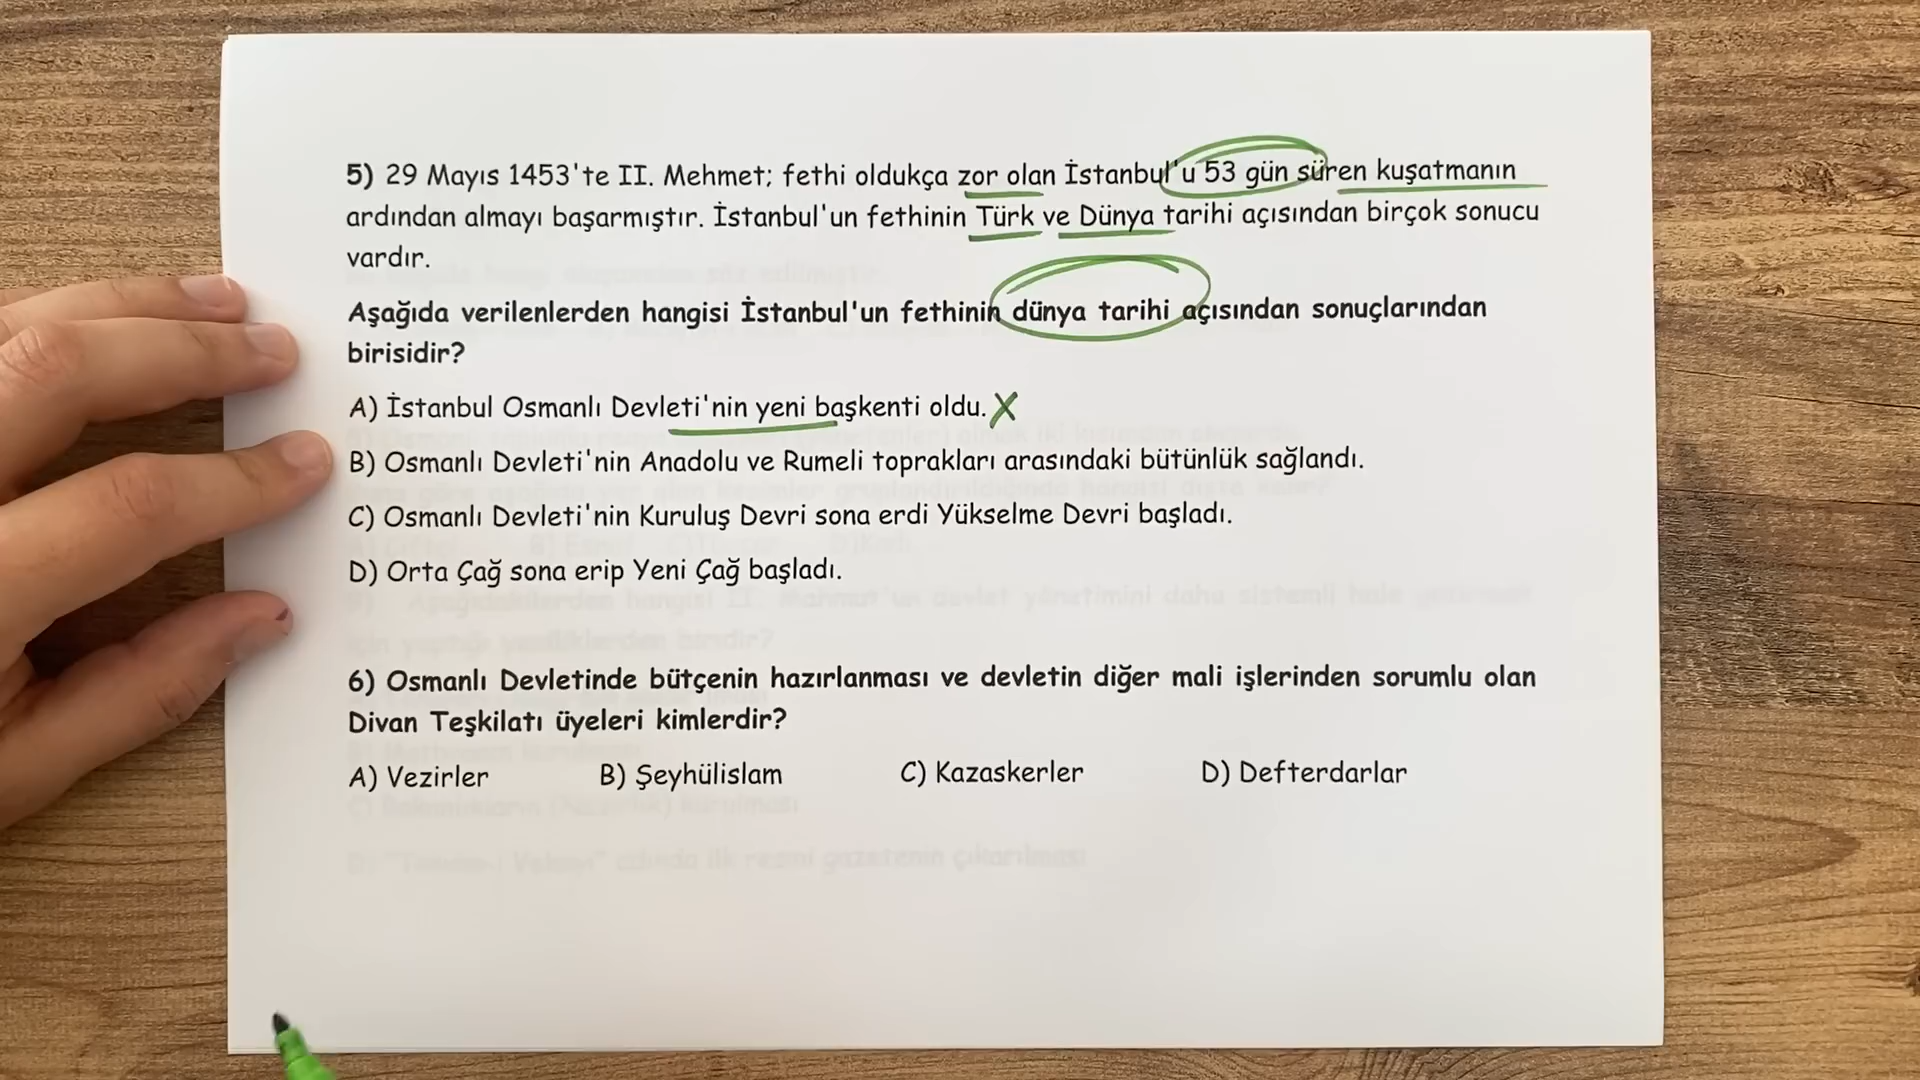 5) 29 Mayıs 1453'te II. Mehmet; fethi oldukça zor olan İstanbul'u 53 gün süren kuşatmanın
ardından almayı başarmıştır. İstanbul'un fethinin Türk ve Dünya tarihi açısından birçok sonucu
vardır.
Aşağıda verilenlerden hangisi İstanbul'un fethinin dünya tarihi açısından sonuçlarından
birisidir?
A) İstanbul Osmanlı Devleti'nin yeni başkenti oldu. X
B) Osmanlı Devleti'nin Anadolu ve Rumeli toprakları arasındaki bütünlük sağlandı.
C) Osmanlı Devleti'nin Kuruluş Devri sona erdi Yükselme Devri başladı.
D) Orta Çağ sona erip Yeni Çağ başladı.
6) Osmanlı Devletinde bütçenin hazırlanması ve devletin diğer mali işlerinden sorumlu olan
Divan Teşkilatı üyeleri kimlerdir?
A) Vezirler B) Şeyhülislam C) Kazaskerler D) Defterdarlar